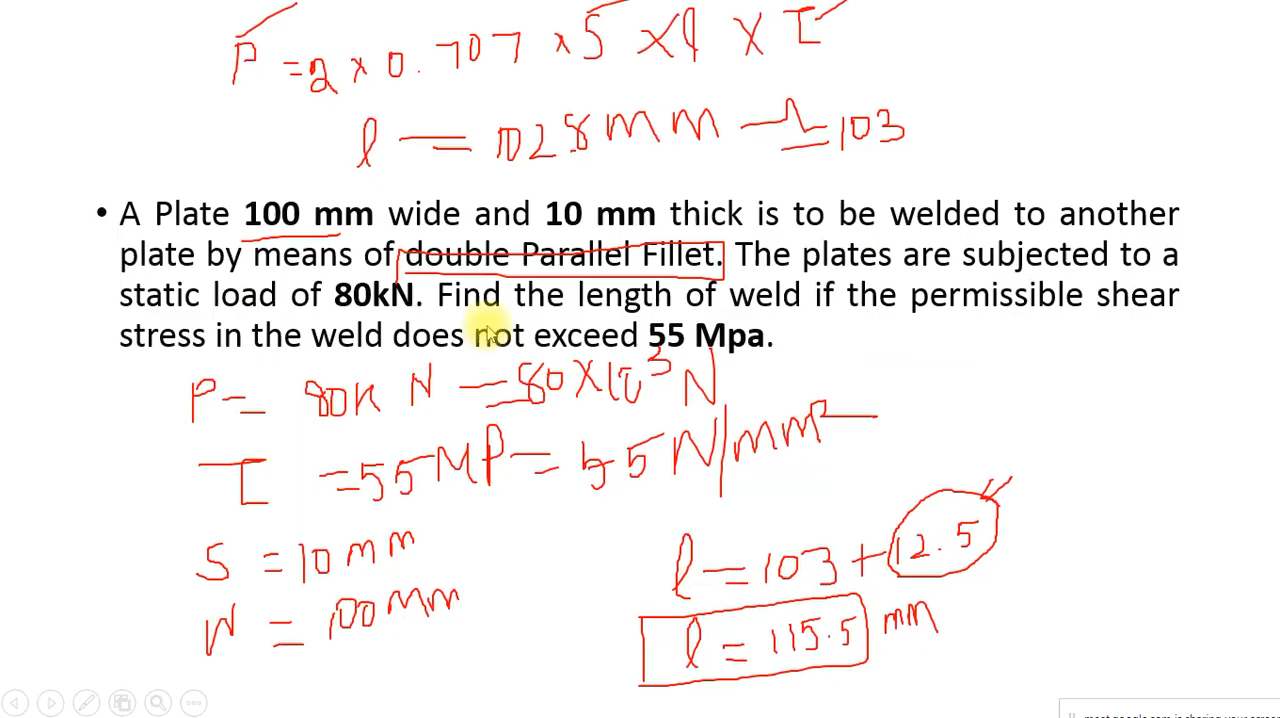 P = 2 × 0.707 × S × l × τ
l = 102.8 mm ≃ 103
• A Plate 100 mm wide and 10 mm thick is to be welded to another
plate by means of double Parallel Fillet. The plates are subjected to a
static load of 80kN. Find the length of weld if the permissible shear
stress in the weld does not exceed 55 Mpa.
P = 80k N = 80 × 10³ N
τ = 55 MP = 55 N/mm²
S = 10 mm
W = 100 mm
l = 103 + 12.5
l = 115.5 mm